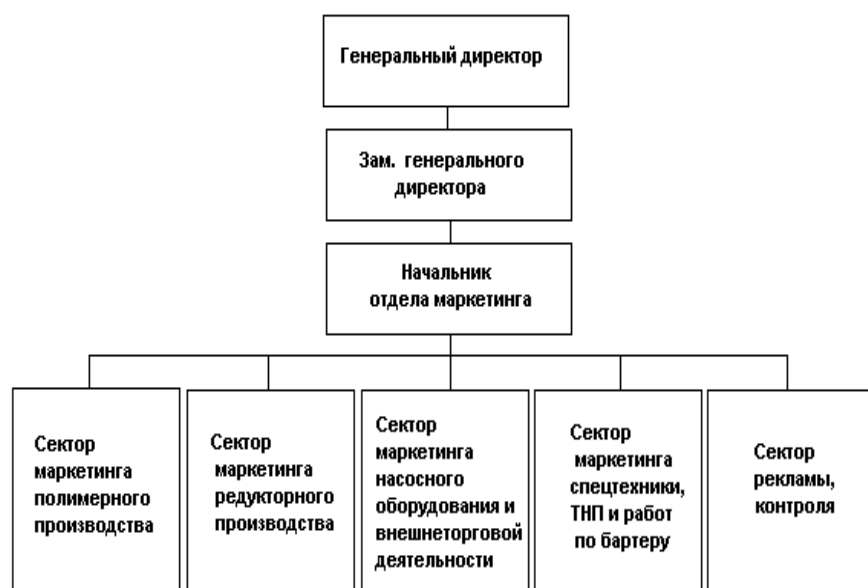 Генеральный директор
Зам. генерального
директора
Начальник
отдела маркетинга
Сектор
маркетинга
полимерного
производства
Сектор
маркетинга
редукторного
производства
Сектор
маркетинга
насосного
оборудования и
внешнеторговой
деятельности
Сектор
маркетинга
спецтехники,
ТНП и работ
по бартеру
Сектор
рекламы,
контроля